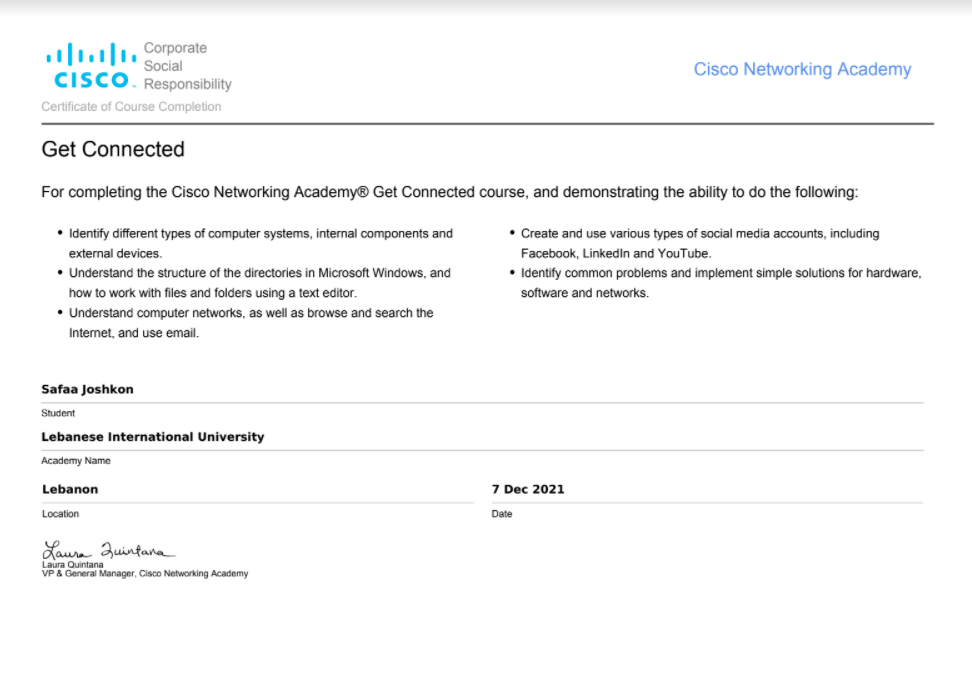 Corporate
Social
Responsibility
CISCO
Cisco Networking Academy
Certificate of Course Completion
Get Connected
For completing the Cisco Networking Academy® Get Connected course, and demonstrating the ability to do the following:
• Identify different types of computer systems, internal components and
external devices.
• Understand the structure of the directories in Microsoft Windows, and
how to work with files and folders using a text editor.
• Understand computer networks, as well as browse and search the
Internet, and use email.
• Create and use various types of social media accounts, including
Facebook, LinkedIn and YouTube.
• Identify common problems and implement simple solutions for hardware,
software and networks.
Safaa Joshkon
Student
Lebanese International University
Academy Name
Lebanon
Location
7 Dec 2021
Date
Laura Quintana
Laura Quintana
VP & General Manager, Cisco Networking Academy